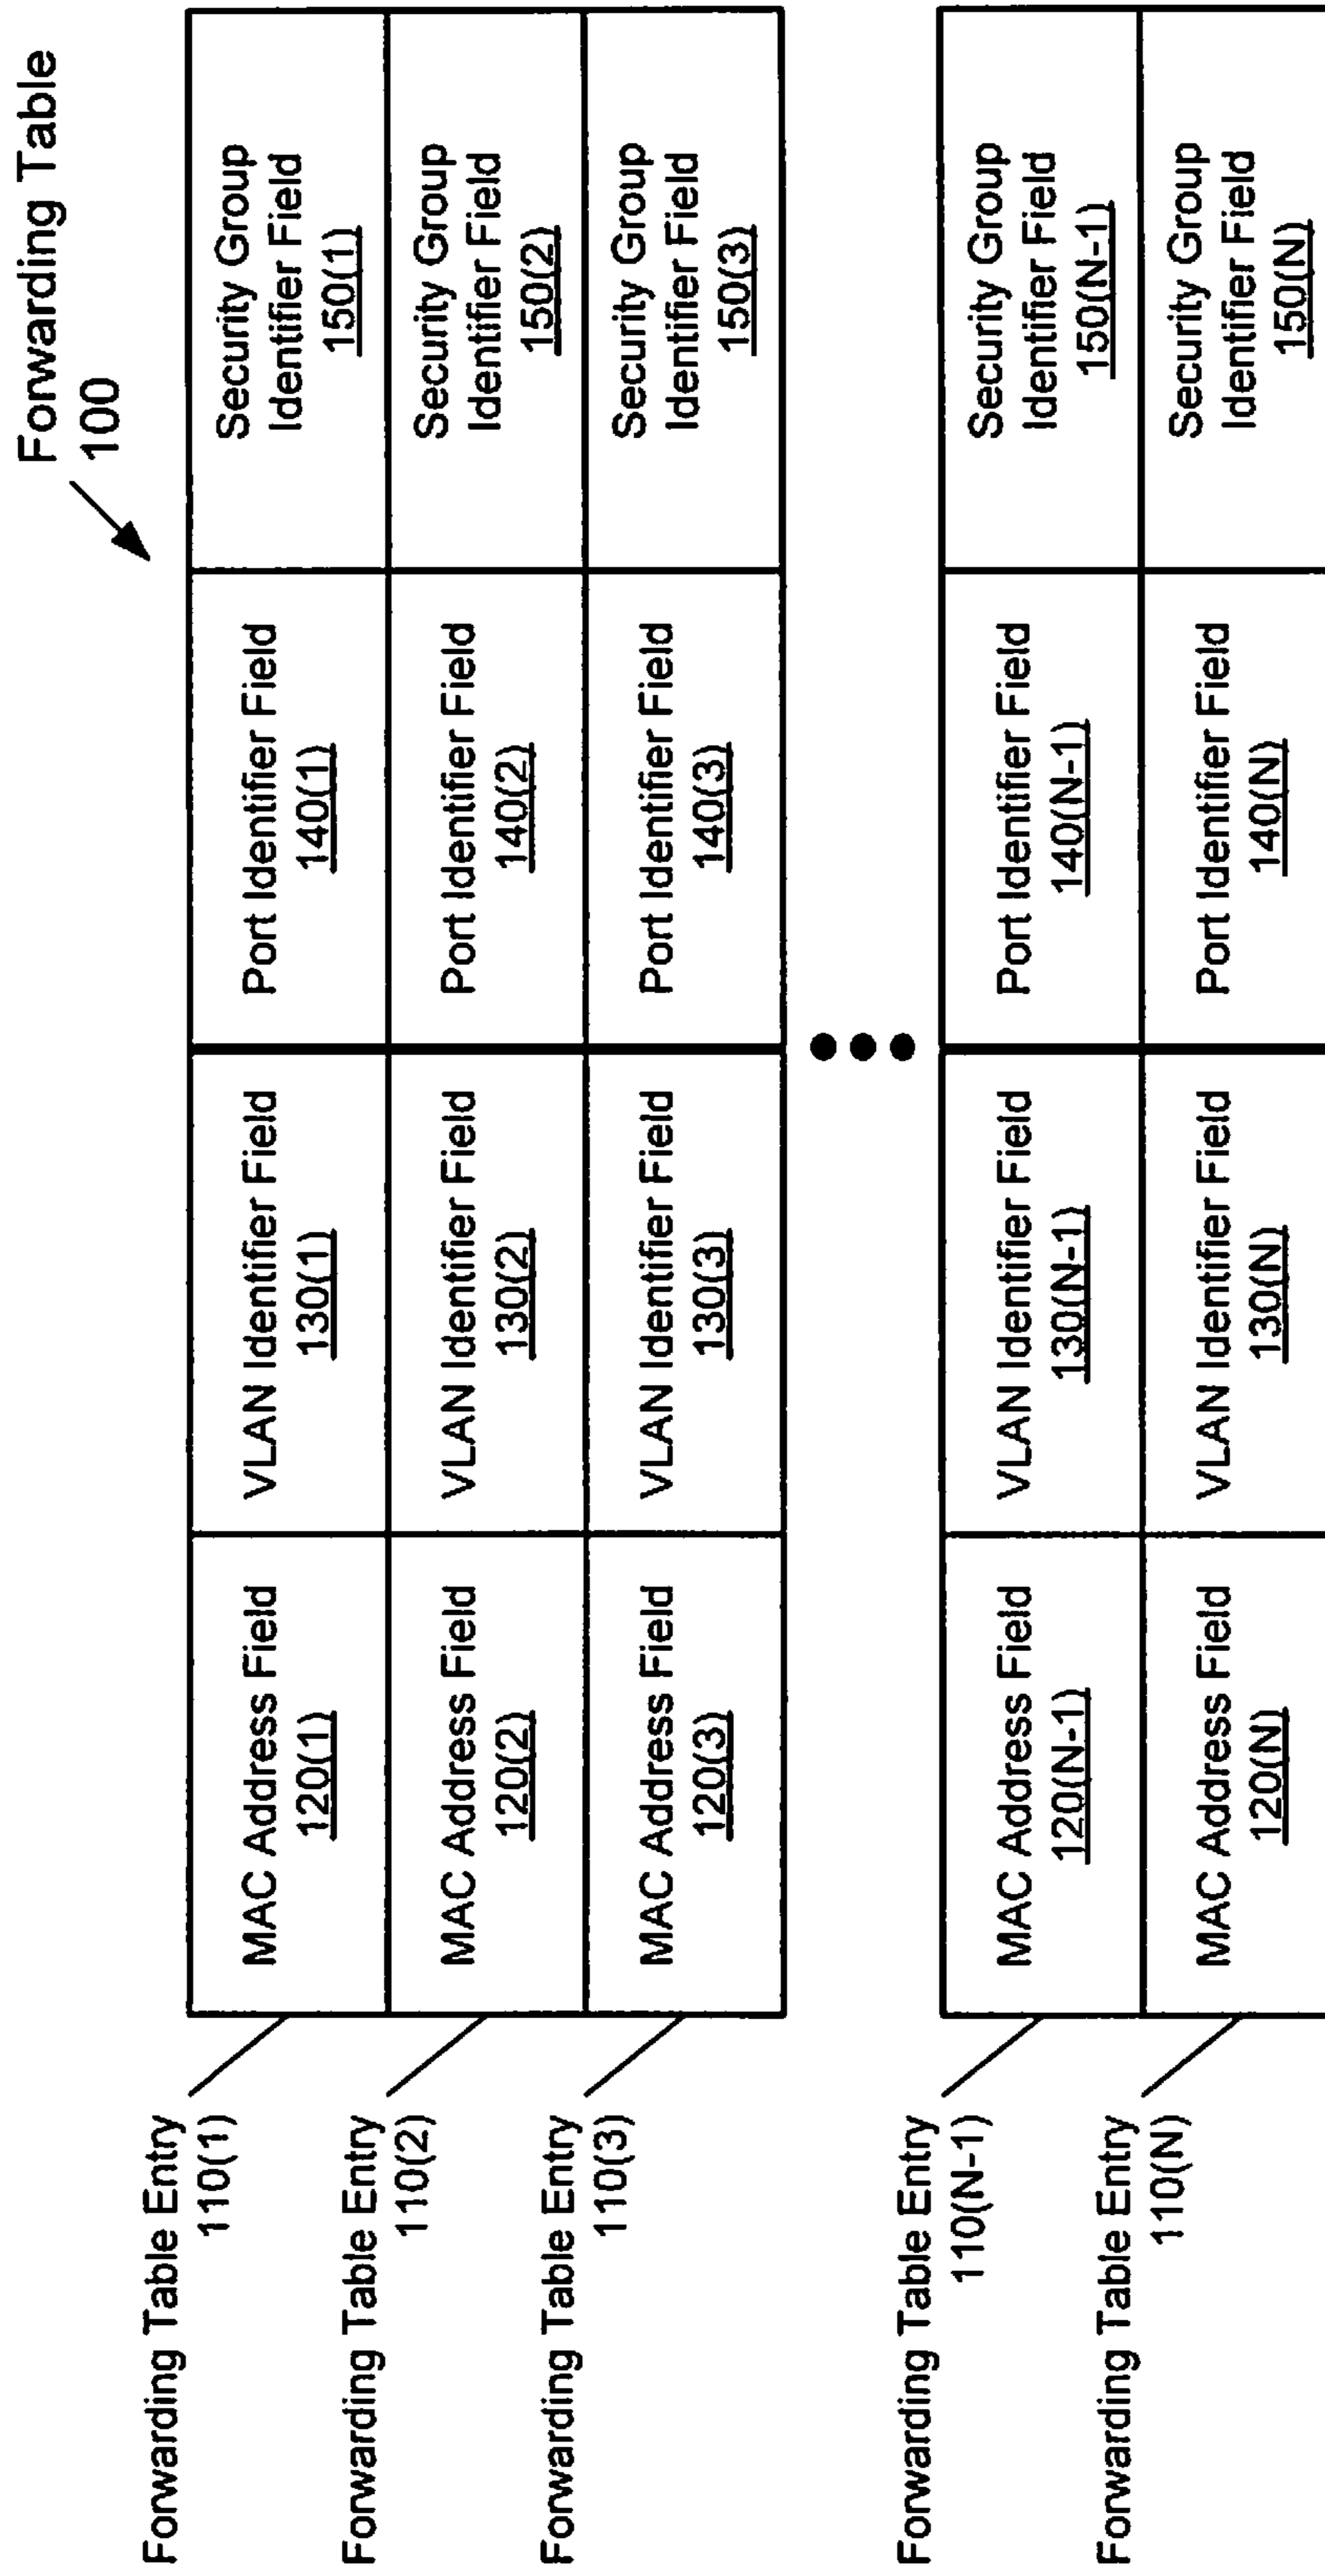 Forwarding Table
100
Forwarding Table Entry
110(1)
MAC Address Field
120(1)
VLAN Identifier Field
130(1)
Port Identifier Field
140(1)
Security Group
Identifier Field
150(1)
Forwarding Table Entry
110(2)
MAC Address Field
120(2)
VLAN Identifier Field
130(2)
Port Identifier Field
140(2)
Security Group
Identifier Field
150(2)
Forwarding Table Entry
110(3)
MAC Address Field
120(3)
VLAN Identifier Field
130(3)
Port Identifier Field
140(3)
Security Group
Identifier Field
150(3)
Forwarding Table Entry
110(N-1)
MAC Address Field
120(N-1)
VLAN Identifier Field
130(N-1)
Port Identifier Field
140(N-1)
Security Group
Identifier Field
150(N-1)
Forwarding Table Entry
110(N)
MAC Address Field
120(N)
VLAN Identifier Field
130(N)
Port Identifier Field
140(N)
Security Group
Identifier Field
150(N)